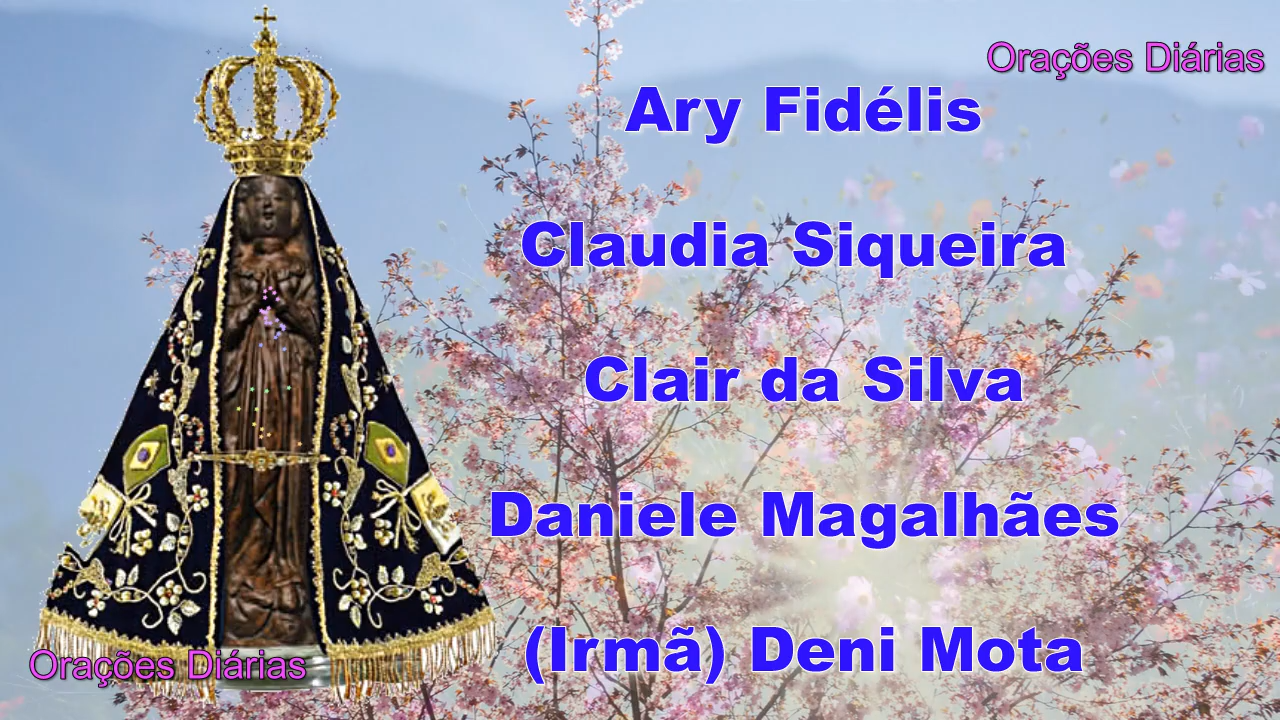 Orações Diárias
Ary Fidélis
Claudia Siqueira
Clair da Silva
Daniele Magalhães
(Irmã) Deni Mota
Orações Diárias